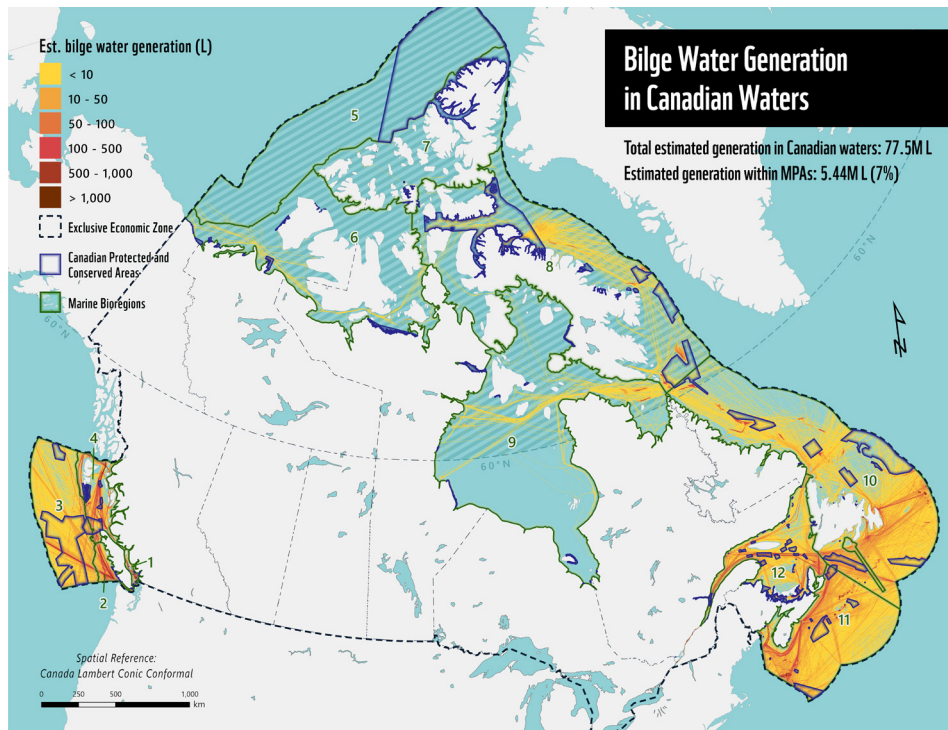 Est. bilge water generation (L)
< 10
10 - 50
50 - 100
100 - 500
500 - 1,000
> 1,000
Exclusive Economic Zone
Canadian Protected and
Conserved Areas
Marine Bioregions
Bilge Water Generation
in Canadian Waters
Total estimated generation in Canadian waters: 77.5M L
Estimated generation within MPAs: 5.44M L (7%)
5
7
6
8
60°N
60°N
N
4
9
60°N
3
10
1
12
2
11
Spatial Reference:
Canada Lambert Conic Conformal
0 250 500 1,000
km